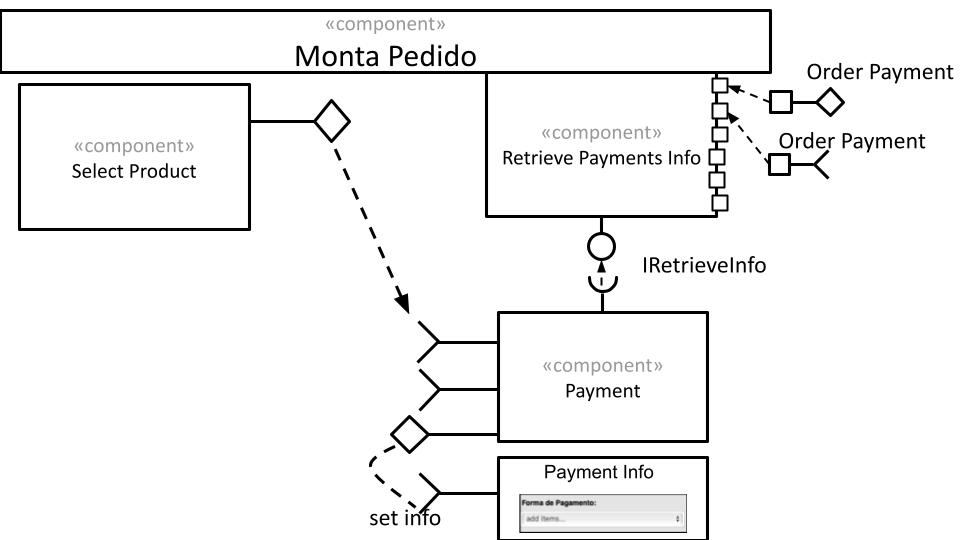 «component»
Monta Pedido
Order Payment
«component»
Select Product
«component»
Retrieve Payments Info
Order Payment
IRetrieveInfo
«component»
Payment
Payment Info
Forma de Pagamento:
add items...
set info